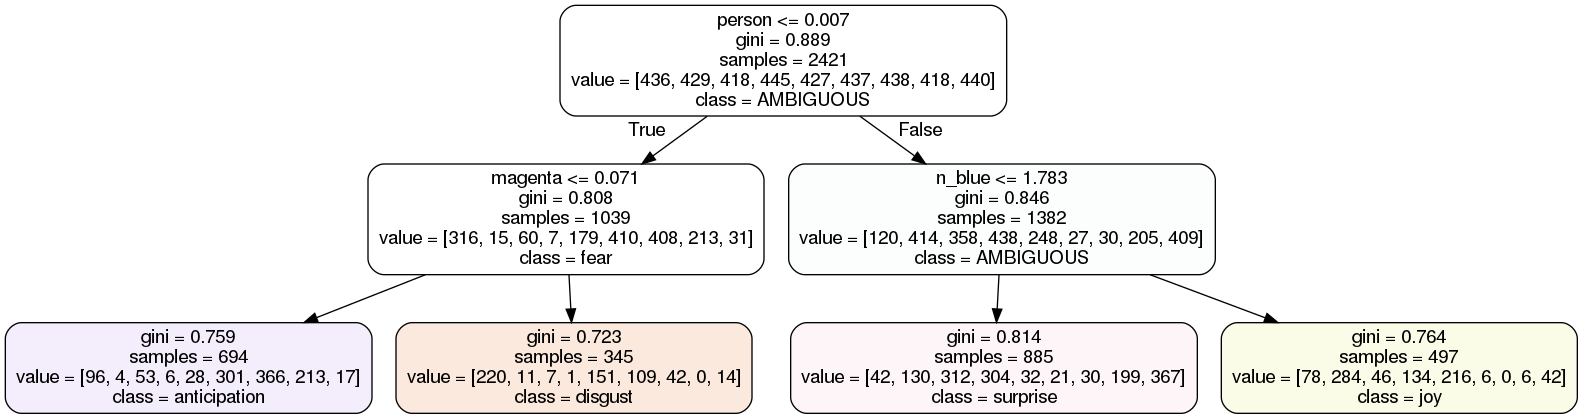 person <= 0.007
gini = 0.889
samples = 2421
value = [436, 429, 418, 445, 427, 437, 438, 418, 440]
class = AMBIGUOUS
True
False
magenta <= 0.071
gini = 0.808
samples = 1039
value = [316, 15, 60, 7, 179, 410, 408, 213, 31]
class = fear
n_blue <= 1.783
gini = 0.846
samples = 1382
value = [120, 414, 358, 438, 248, 27, 30, 205, 409]
class = AMBIGUOUS
gini = 0.759
samples = 694
value = [96, 4, 53, 6, 28, 301, 366, 213, 17]
class = anticipation
gini = 0.723
samples = 345
value = [220, 11, 7, 1, 151, 109, 42, 0, 14]
class = disgust
gini = 0.814
samples = 885
value = [42, 130, 312, 304, 32, 21, 30, 199, 367]
class = surprise
gini = 0.764
samples = 497
value = [78, 284, 46, 134, 216, 6, 0, 6, 42]
class = joy